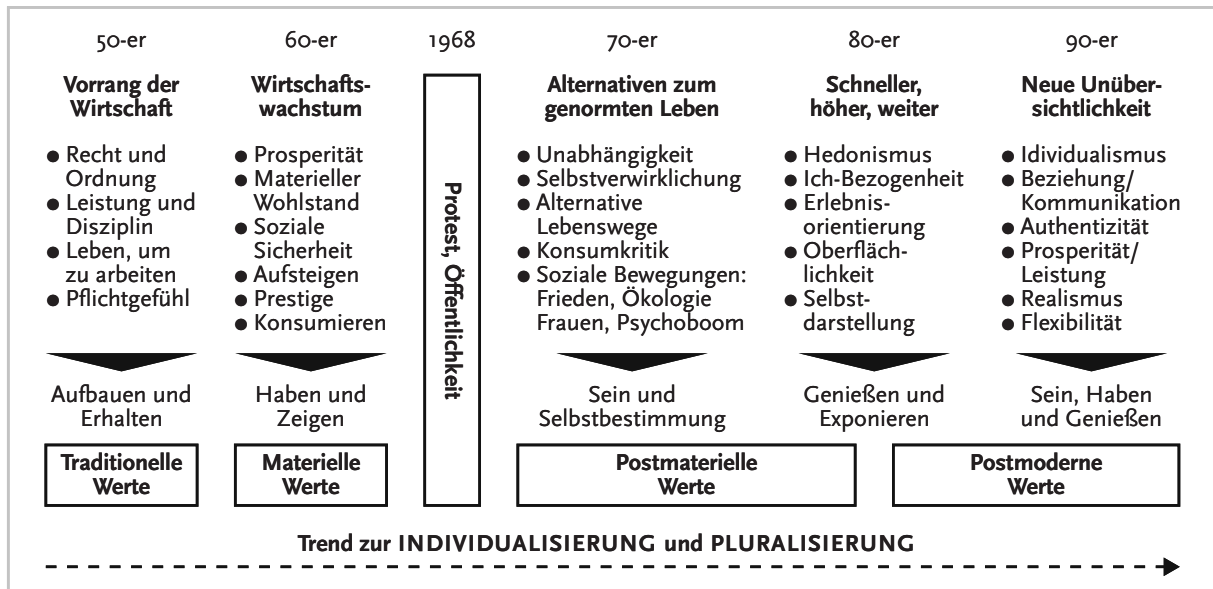 50-er
Vorrang der
Wirtschaft
● Recht und
Ordnung
● Leistung und
Disziplin
● Leben, um
zu arbeiten
● Pflichtgefühl
Aufbauen und
Erhalten
Traditionelle
Werte
60-er
Wirtschafts-
wachstum
● Prosperität
● Materieller
Wohlstand
● Soziale
Sicherheit
● Aufsteigen
● Prestige
● Konsumieren
Haben und
Zeigen
Materielle
Werte
1968
Protest, Öffentlichkeit
70-er
Alternativen zum
genormten Leben
● Unabhängigkeit
● Selbstverwirklichung
● Alternative
Lebenswege
● Konsumkritik
● Soziale Bewegungen:
Frieden, Ökologie
Frauen, Psychoboom
Sein und
Selbstbestimmung
Postmaterielle
Werte
80-er
Schneller,
höher, weiter
● Hedonismus
● Ich-Bezogenheit
● Erlebnis-
orientierung
● Oberfläch-
lichkeit
● Selbst-
darstellung
Genießen und
Exponieren
90-er
Neue Unüber-
sichtlichkeit
● Idividualismus
● Beziehung/
Kommunikation
● Authentizität
● Prosperität/
Leistung
● Realismus
● Flexibilität
Sein, Haben
und Genießen
Postmoderne
Werte
Trend zur INDIVIDUALISIERUNG und PLURALISIERUNG